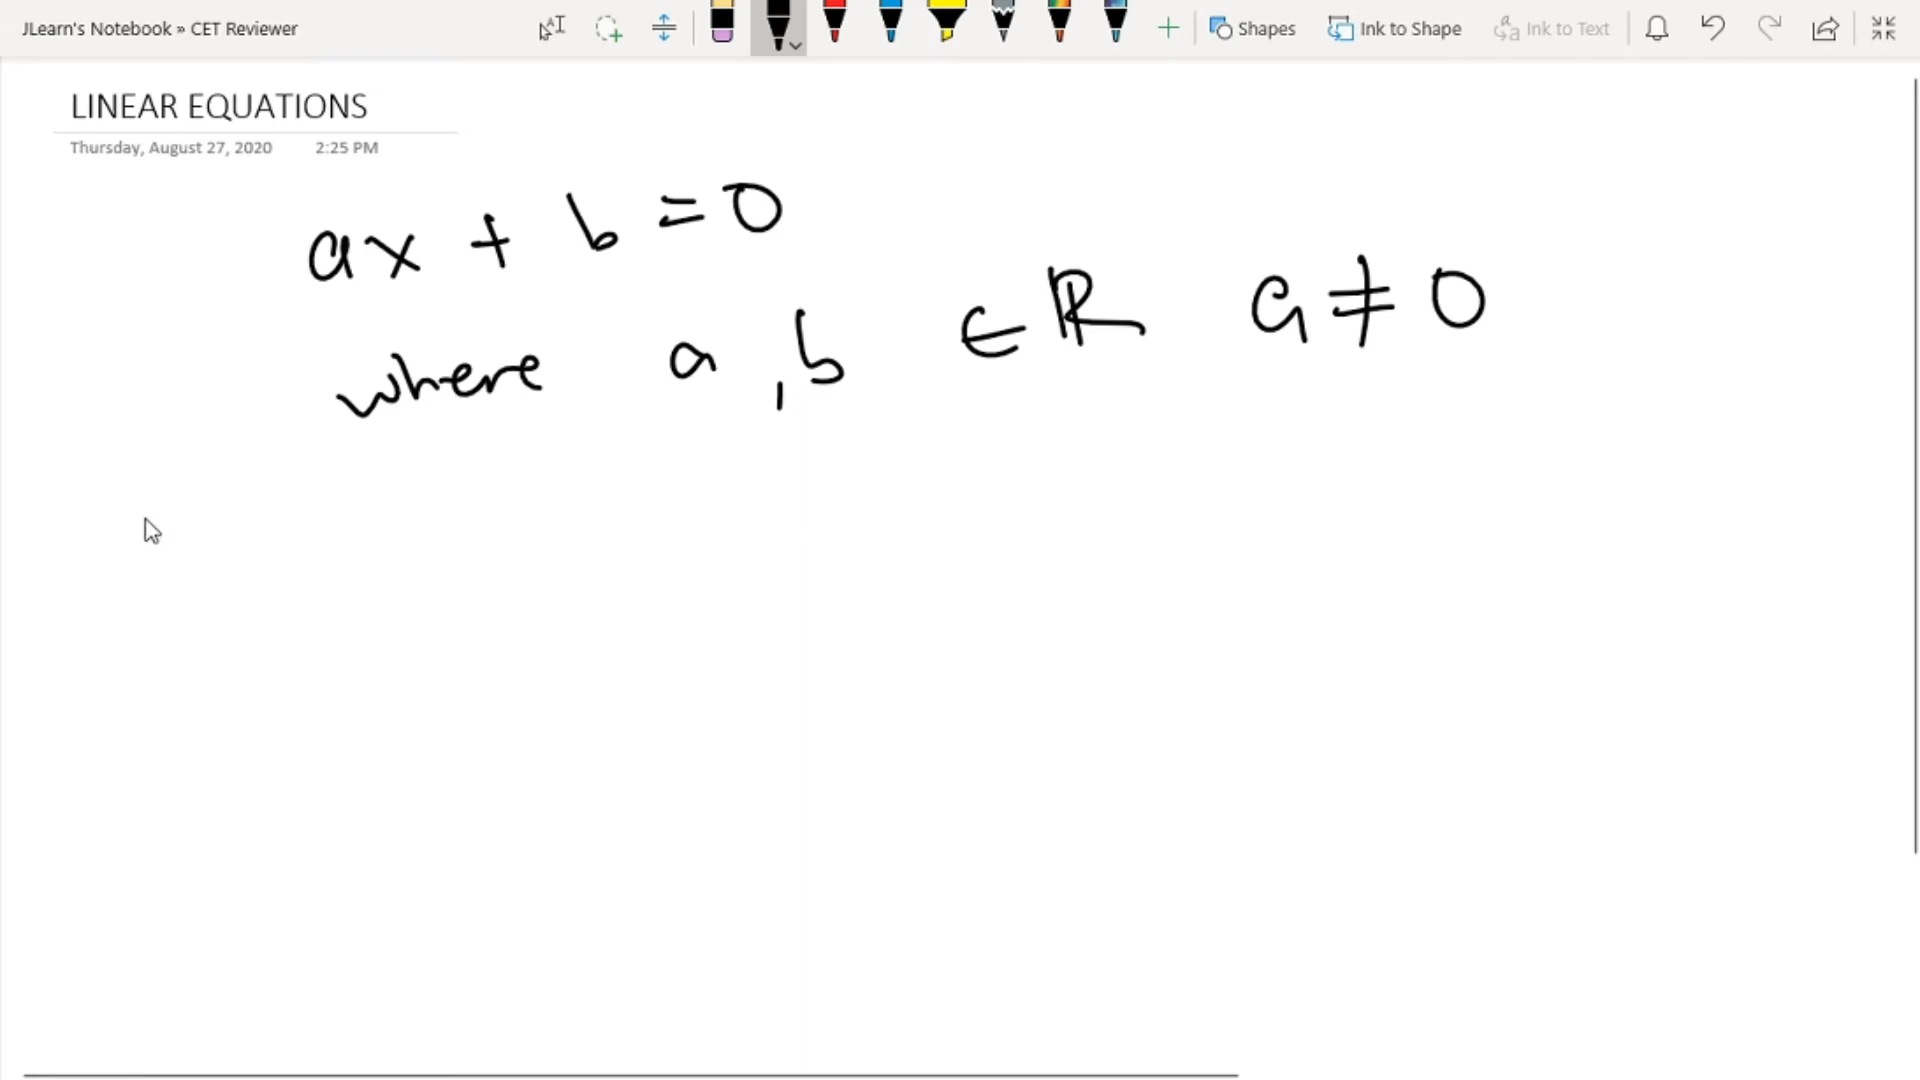 JLearn's Notebook » CET Reviewer Shapes Ink to Shape Ink to Text
LINEAR EQUATIONS
Thursday, August 27, 2020 2:25 PM
ax + b = 0
where a, b ∈ ℝ a ≠ 0